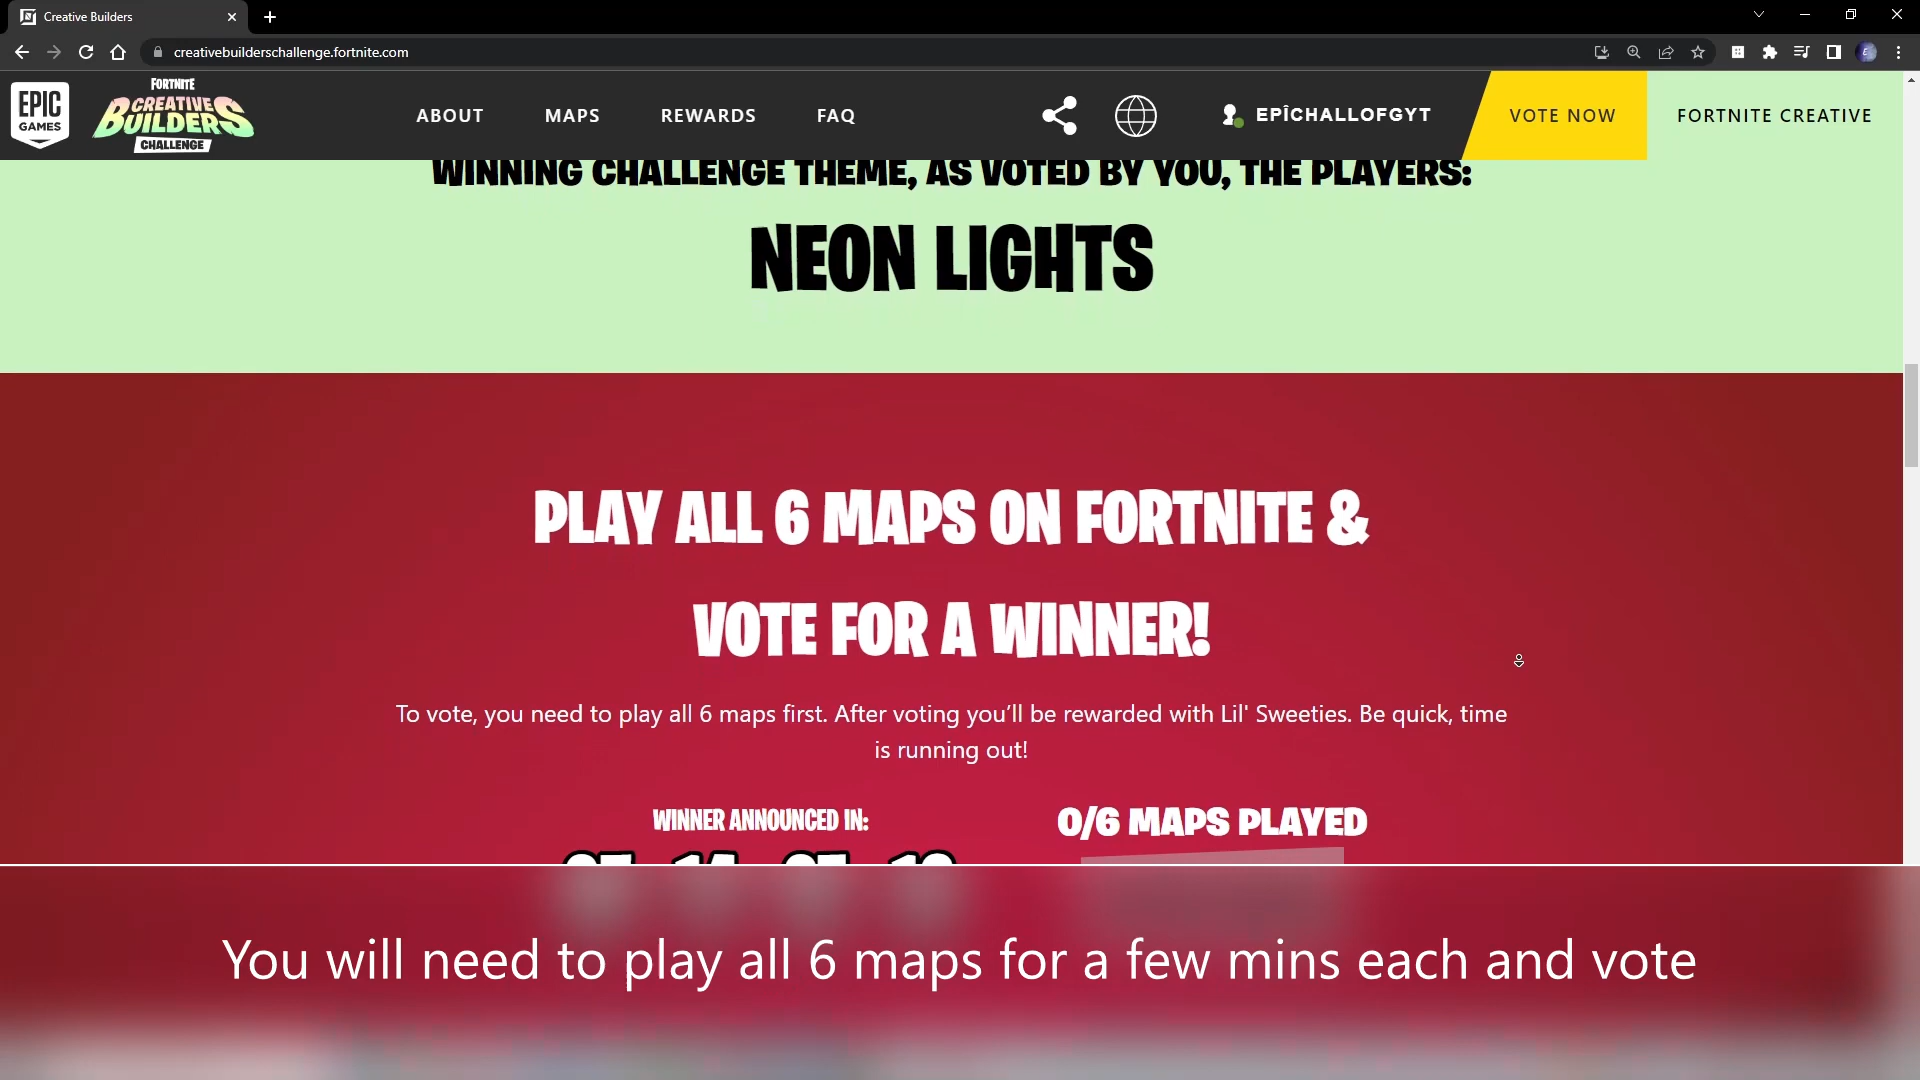 Creative Builders
creativebuilderschallenge.fortnite.com
EPIC
GAMES
FORTNITE
CREATIVE
BUILDERS
CHALLENGE
ABOUT
MAPS
REWARDS
FAQ
EPÎCHALLOFGYT
VOTE NOW
FORTNITE CREATIVE
WINNING CHALLENGE THEME, AS VOTED BY YOU, THE PLAYERS:
NEON LIGHTS
PLAY ALL 6 MAPS ON FORTNITE &
VOTE FOR A WINNER!
To vote, you need to play all 6 maps first. After voting you’ll be rewarded with Lil' Sweeties. Be quick, time
is running out!
WINNER ANNOUNCED IN:
0/6 MAPS PLAYED
You will need to play all 6 maps for a few mins each and vote